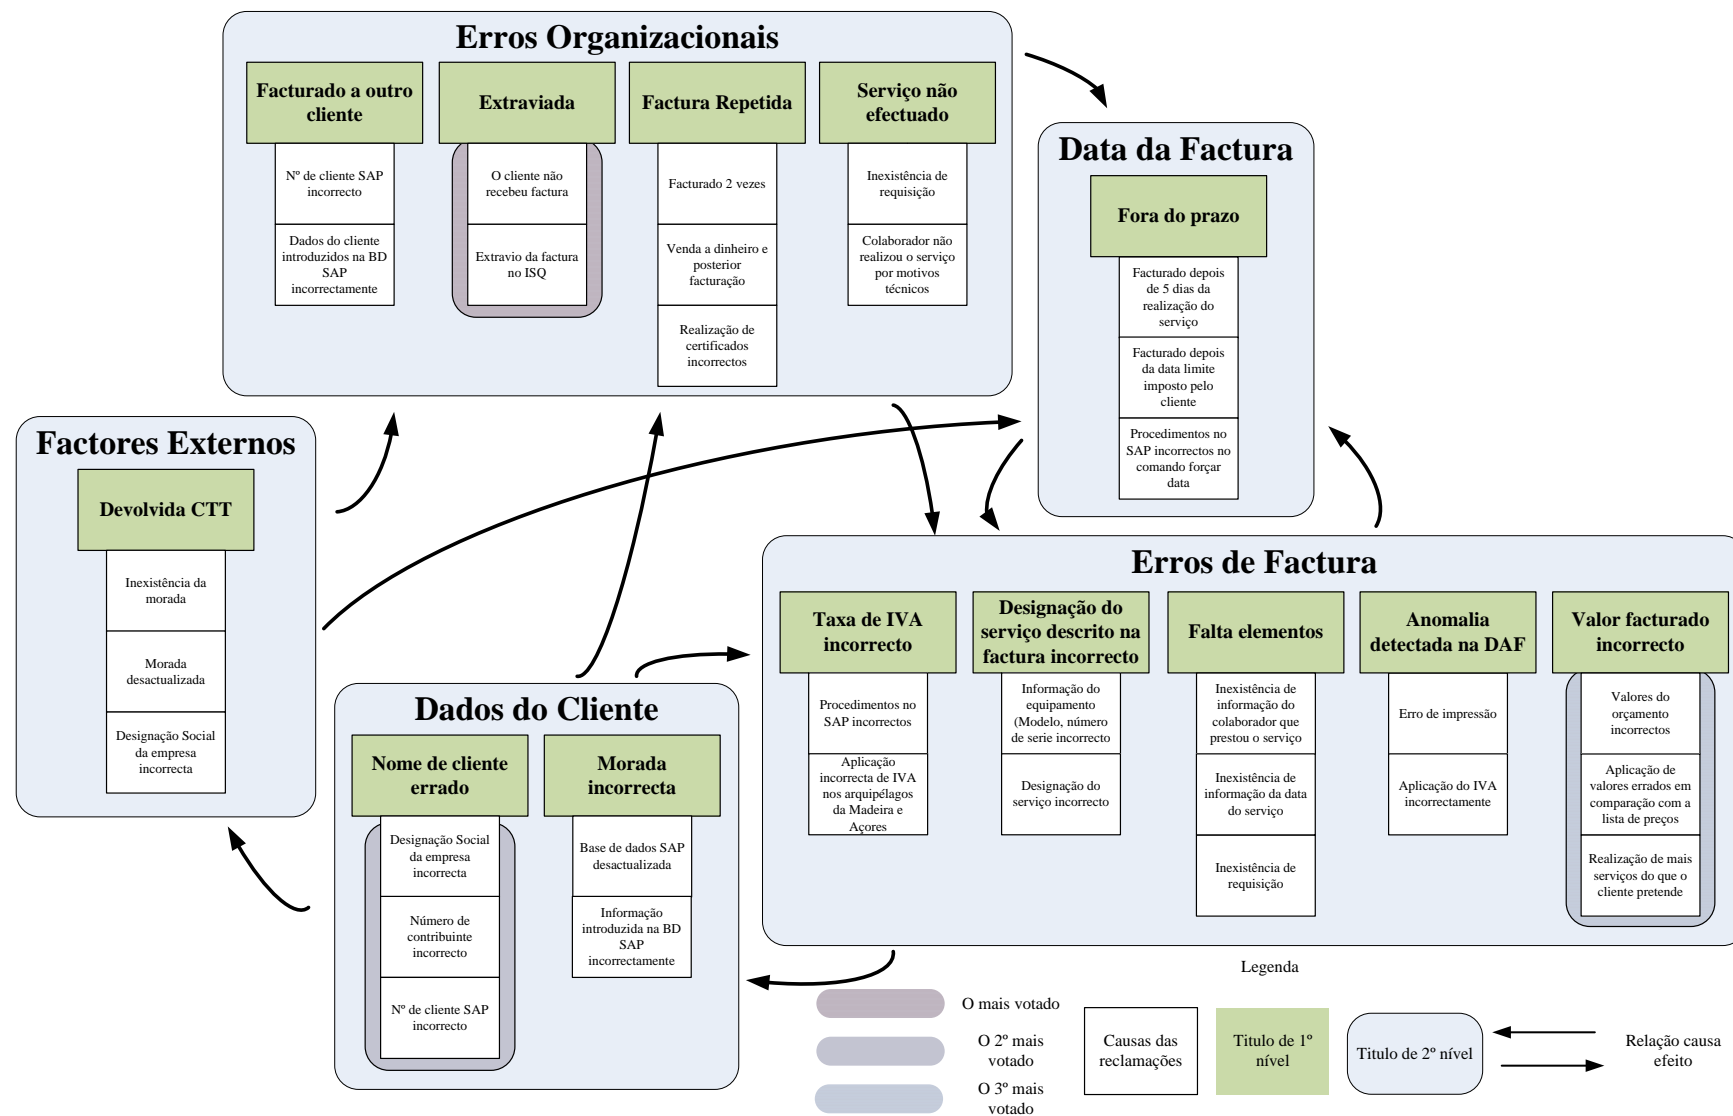 Erros Organizacionais
Facturado a outro
cliente
Nº de cliente SAP
incorrecto
Dados do cliente
introduzidos na BD
SAP
incorrectamente
Extraviada
O cliente não
recebeu factura
Extravio da factura
no ISQ
Factura Repetida
Facturado 2 vezes
Venda a dinheiro e
posterior
facturação
Realização de
certificados
incorrectos
Serviço não
efectuado
Inexistência de
requisição
Colaborador não
realizou o serviço
por motivos
técnicos
Data da Factura
Fora do prazo
Facturado depois
de 5 dias da
realização do
serviço
Facturado depois
da data limite
imposto pelo
cliente
Procedimentos no
SAP incorrectos no
comando forçar
data
Factores Externos
Devolvida CTT
Inexistência da
morada
Morada
desactualizada
Designação Social
da empresa
incorrecta
Dados do Cliente
Nome de cliente
errado
Designação Social
da empresa
incorrecta
Número de
contribuinte
incorrecto
Nº de cliente SAP
incorrecto
Morada
incorrecta
Base de dados SAP
desactualizada
Informação
introduzida na BD
SAP
incorrectamente
Erros de Factura
Taxa de IVA
incorrecto
Procedimentos no
SAP incorrectos
Aplicação
incorrecta de IVA
nos arquipélagos
da Madeira e
Açores
Designação do
serviço descrito na
factura incorrecto
Informação do
equipamento
(Modelo, número
de serie incorrecto
Designação do
serviço incorrecto
Falta elementos
Inexistência de
informação do
colaborador que
prestou o serviço
Inexistência de
informação da data
do serviço
Inexistência de
requisição
Anomalia
detectada na DAF
Erro de impressão
Aplicação do IVA
incorrectamente
Valor facturado
incorrecto
Valores do
orçamento
incorrectos
Aplicação de
valores errados em
comparação com a
lista de preços
Realização de mais
serviços do que o
cliente pretende
Legenda
O mais votado
O 2º mais
votado
O 3º mais
votado
Causas das
reclamações
Titulo de 1º
nível
Titulo de 2º nível
Relação causa
efeito